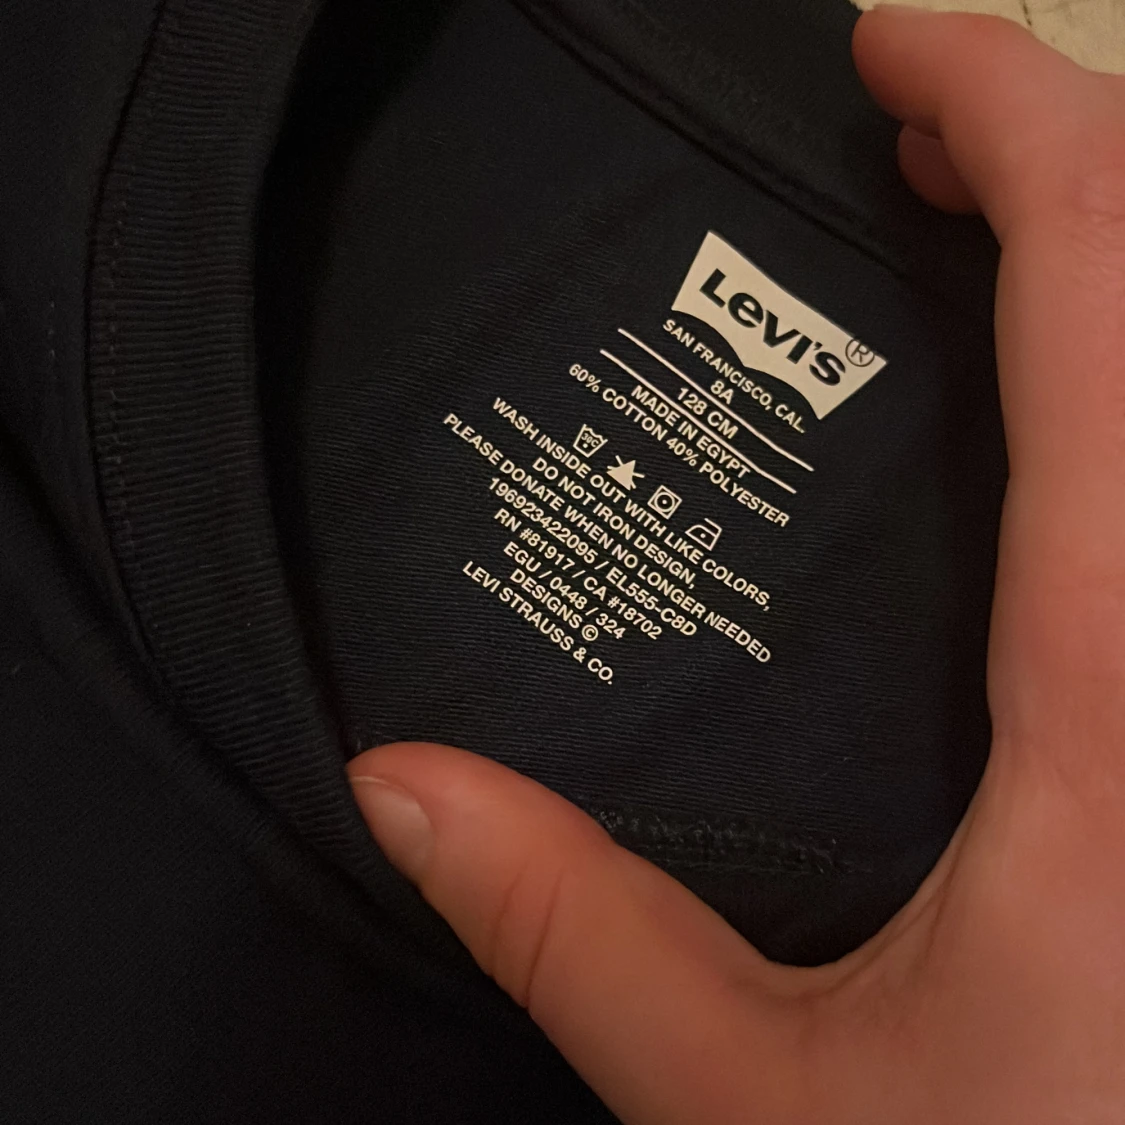 Levi's®
SAN FRANCISCO, CAL.
8A
128 CM
MADE IN EGYPT
60% COTTON 40% POLYESTER
30C
WASH INSIDE OUT WITH LIKE COLORS,
DO NOT IRON DESIGN,
PLEASE DONATE WHEN NO LONGER NEEDED
196923422095 / EL555-C8D
RN #81917 / CA #18702
EGU / 0448 / 324
DESIGNS ©
LEVI STRAUSS & CO.